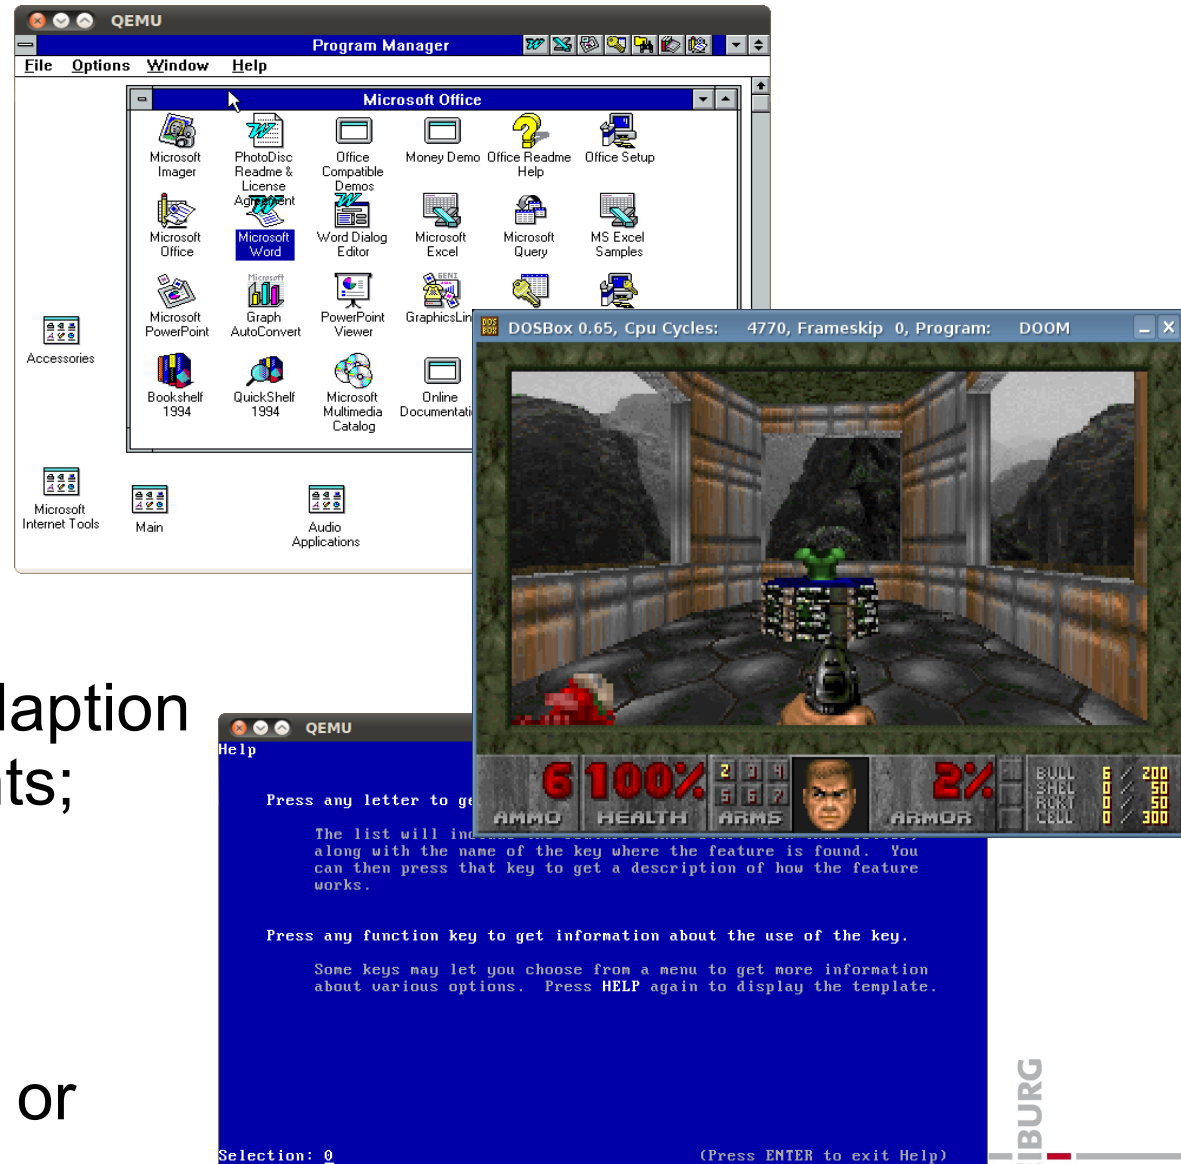 QEMU
Program Manager
File Options Window Help
Microsoft Office
Microsoft Imager
PhotoDisc Readme & License Agreement
Office Compatible Demos
Money Demo
Office Readme Help
Office Setup
Microsoft Office
Microsoft Word
Word Dialog Editor
Microsoft Excel
Microsoft Query
MS Excel Samples
Microsoft PowerPoint
Microsoft
Graph AutoConvert
PowerPoint Viewer
GENI
GraphicsLin
Bookshelf 1994
QuickShelf 1994
Microsoft Multimedia Catalog
Online Documentati
Accessories
Microsoft Internet Tools
Main
Audio Applications
DOS BOX
DOSBox 0.65, Cpu Cycles: 4770, Frameskip 0, Program: DOOM
6 100% 2 3 4 2%
5 6 7
AMMO HEALTH ARMS ARMOR
BULL 6 / 200
SHEL 0 / 50
RCKT 0 / 50
CELL 0 / 300
laption
ts;
or
QEMU
Help
Press any letter to ge
The list will
along with the name of the key where the feature is found. You
can then press that key to get a description of how the feature
works.
Press any function key to get information about the use of the key.
Some keys may let you choose from a menu to get more information
about various options. Press HELP again to display the template.
Selection: 0
(Press ENTER to exit Help)
IBURG